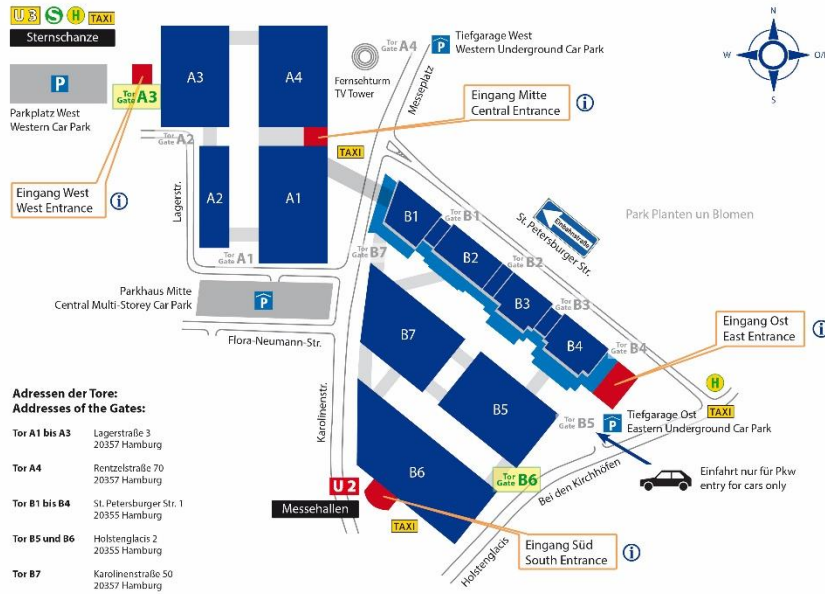 U3 S H TAXI
Sternschanze
P
Parkplatz West
Western Car Park
Tor
Gate A3
Eingang West
West Entrance
i
A3
A4
A2
A1
Tor
Gate A2
Lagerstr.
Tor
Gate A1
Fernsehturm
TV Tower
Tor
Gate A4
Messeplatz
P
Tiefgarage West
Western Underground Car Park
Eingang Mitte
Central Entrance
i
TAXI
N
W
S
Parkhaus Mitte
Central Multi-Storey Car Park
P
Flora-Neumann-Str.
Karolinenstr.
B1
Tor
Gate B1
B2
Tor
Gate B2
B3
Tor
Gate B3
B4
Tor
Gate B4
Tor
Gate B7
B7
B5
B6
Einbahnstraße
St. Petersburger Str.
Park Planten un Blomen
Eingang Ost
East Entrance
i
H
TAXI
Tor
Gate B5
P
Tiefgarage Ost
Eastern Underground Car Park
Einfahrt nur für Pkw
entry for cars only
Tor
Gate B6
Bei den Kirchhöfen
Holstenglacis
U2
Messehallen
TAXI
Eingang Süd
South Entrance
i
Adressen der Tore:
Addresses of the Gates:
Tor A1 bis A3 Lagerstraße 3
20357 Hamburg
Tor A4 Rentzelstraße 70
20357 Hamburg
Tor B1 bis B4 St. Petersburger Str. 1
20355 Hamburg
Tor B5 und B6 Holstenglacis 2
20355 Hamburg
Tor B7 Karolinenstraße 50
20357 Hamburg